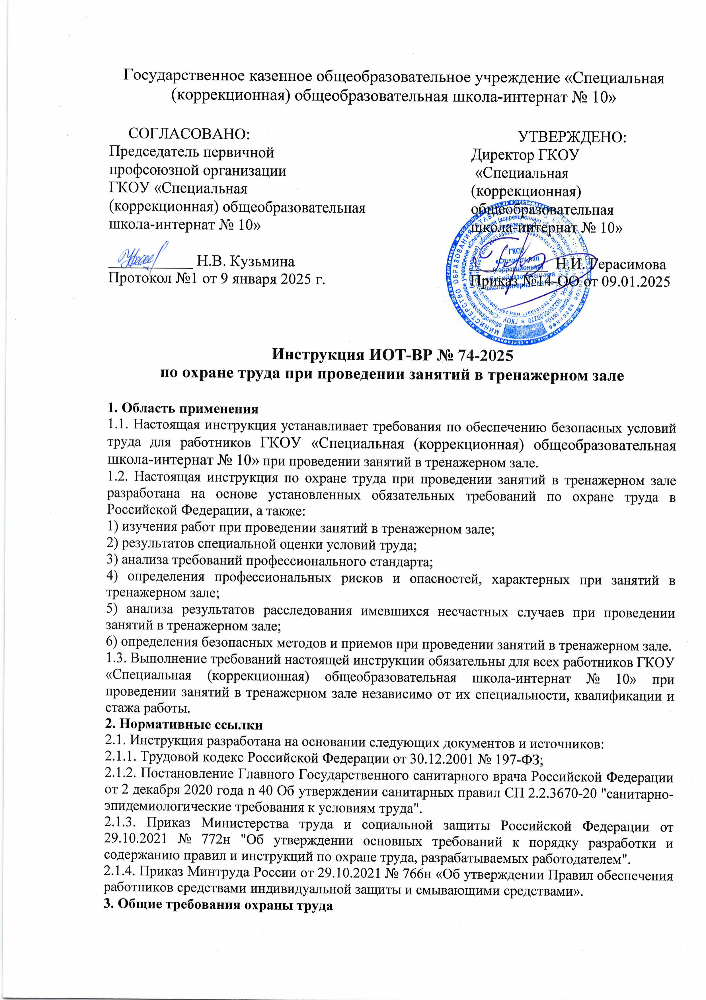 Государственное казенное общеобразовательное учреждение «Специальная
(коррекционная) общеобразовательная школа-интернат № 10»
СОГЛАСОВАНО:
Председатель первичной
профсоюзной организации
ГКОУ «Специальная
(коррекционная) общеобразовательная
школа-интернат № 10»
Н.В. Кузьмина
Протокол №1 от 9 января 2025 г.
УТВЕРЖДЕНО:
Директор ГКОУ
«Специальная
(коррекционная)
общеобразовательная
школа-интернат № 10»
Н.И. Герасимова
Приказ №14-ОО от 09.01.2025
ГКОУ
«Специальная
(коррекционная)
общеобразовательная
школа-интернат №10»
Инструкция ИОТ-ВР № 74-2025
по охране труда при проведении занятий в тренажерном зале
1. Область применения
1.1. Настоящая инструкция устанавливает требования по обеспечению безопасных условий
труда для работников ГКОУ «Специальная (коррекционная) общеобразовательная
школа-интернат № 10» при проведении занятий в тренажерном зале.
1.2. Настоящая инструкция по охране труда при проведении занятий в тренажерном зале
разработана на основе установленных обязательных требований по охране труда в
Российской Федерации, а также:
1) изучения работ при проведении занятий в тренажерном зале;
2) результатов специальной оценки условий труда;
3) анализа требований профессионального стандарта;
4) определения профессиональных рисков и опасностей, характерных при занятий в
тренажерном зале;
5) анализа результатов расследования имевшихся несчастных случаев при проведении
занятий в тренажерном зале;
6) определения безопасных методов и приемов при проведении занятий в тренажерном зале.
1.3. Выполнение требований настоящей инструкции обязательны для всех работников ГКОУ
«Специальная (коррекционная) общеобразовательная школа-интернат № 10» при
проведении занятий в тренажерном зале независимо от их специальности, квалификации и
стажа работы.
2. Нормативные ссылки
2.1. Инструкция разработана на основании следующих документов и источников:
2.1.1. Трудовой кодекс Российской Федерации от 30.12.2001 № 197-ФЗ;
2.1.2. Постановление Главного Государственного санитарного врача Российской Федерации
от 2 декабря 2020 года n 40 Об утверждении санитарных правил СП 2.2.3670-20 "санитарно-
эпидемиологические требования к условиям труда".
2.1.3. Приказ Министерства труда и социальной защиты Российской Федерации от
29.10.2021 № 772н "Об утверждении основных требований к порядку разработки и
содержанию правил и инструкций по охране труда, разрабатываемых работодателем".
2.1.4. Приказ Минтруда России от 29.10.2021 № 766н «Об утверждении Правил обеспечения
работников средствами индивидуальной защиты и смывающими средствами».
3. Общие требования охраны труда